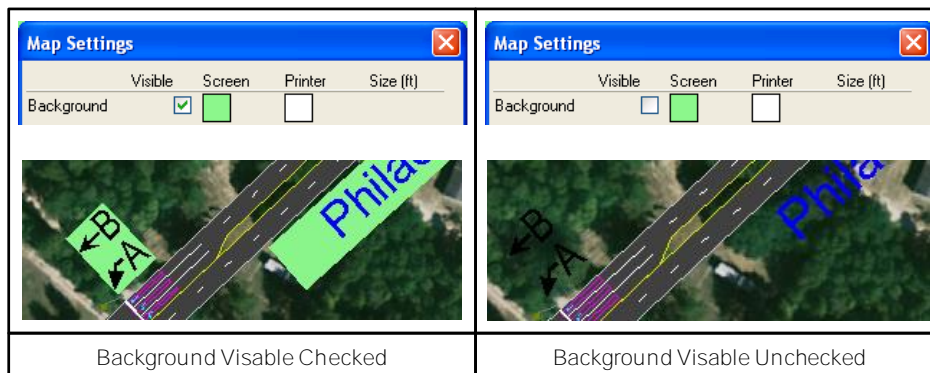 Map Settings
Visible Screen Printer Size (ft)
Background
B
A
Philac
Background Visable Checked
Map Settings
Visible Screen Printer Size (ft)
Background
B
A
Phila
Background Visable Unchecked